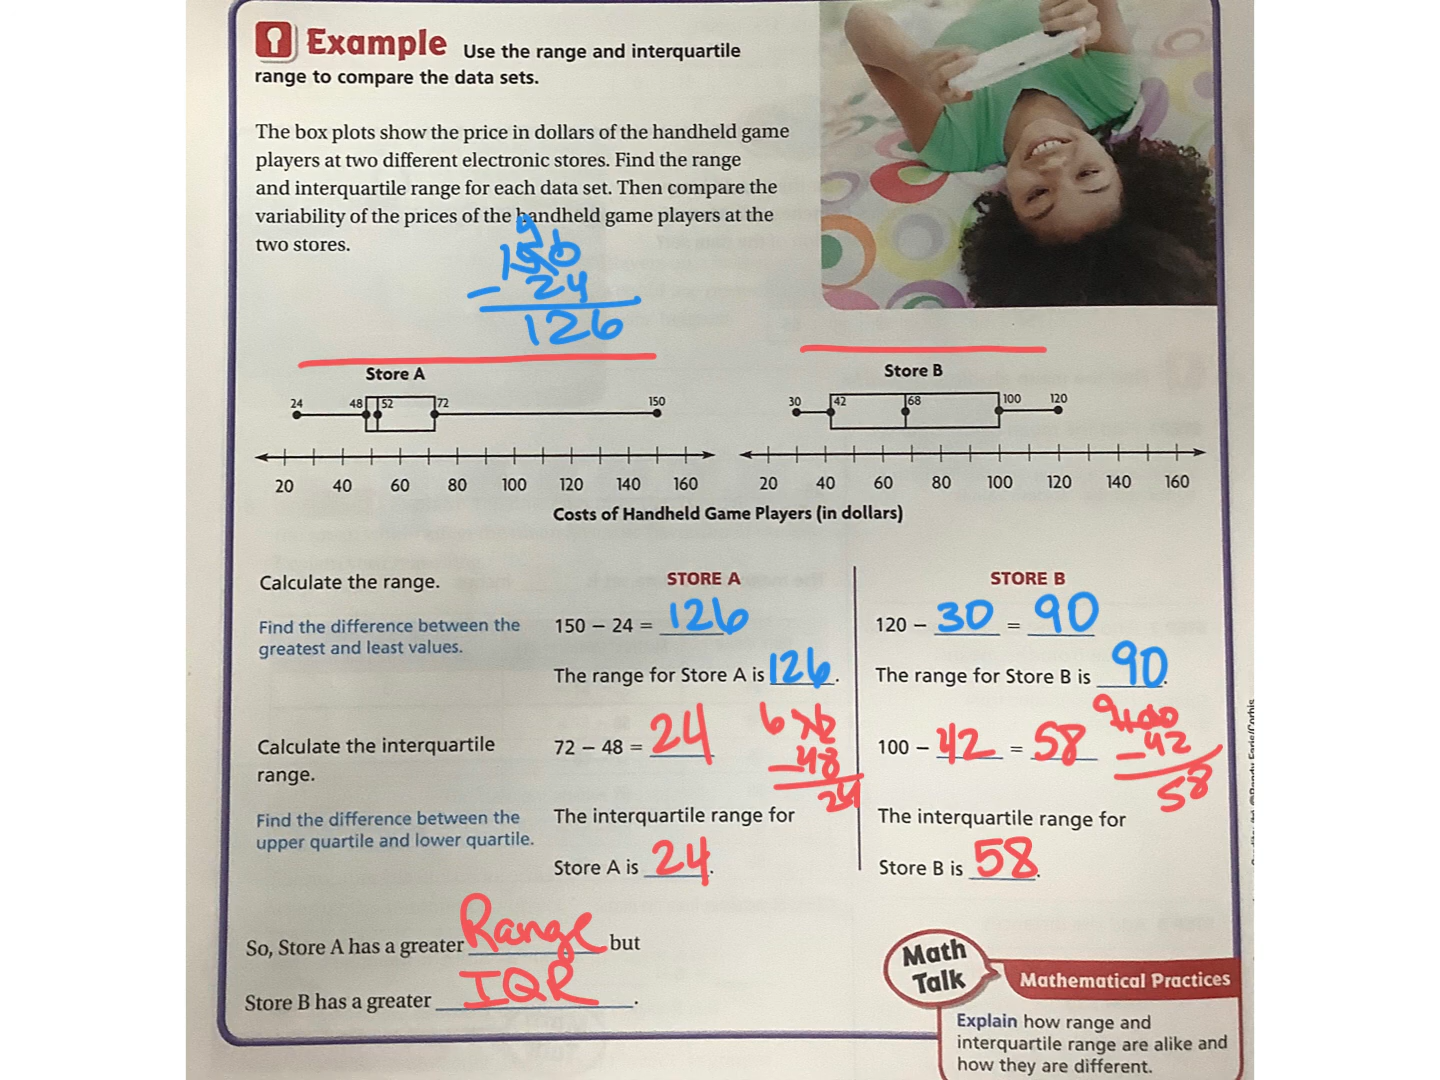 Example Use the range and interquartile
range to compare the data sets.
The box plots show the price in dollars of the handheld game
players at two different electronic stores. Find the range
and interquartile range for each data set. Then compare the
variability of the prices of the handheld game players at the
two stores.
9
150
- 24
126
Store A
24 48 52 72 150
20 40 60 80 100 120 140 160
Store B
30 42 68 100 120
20 40 60 80 100 120 140 160
Costs of Handheld Game Players (in dollars)
Calculate the range.
Find the difference between the
greatest and least values.
STORE A
150 − 24 = 126
The range for Store A is 126.
STORE B
120 − 30 = 90
The range for Store B is 90.
Calculate the interquartile
range.
Find the difference between the
upper quartile and lower quartile.
72 − 48 = 24
6 72
- 48
24
The interquartile range for
Store A is 24.
100 − 42 = 58
9 100
- 42
58
The interquartile range for
Store B is 58.
So, Store A has a greater Range but
Store B has a greater IQR.
Math
Talk
Mathematical Practices
Explain how range and
interquartile range are alike and
how they are different.